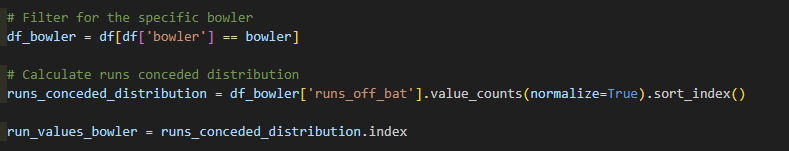 # Filter for the specific bowler
df_bowler = df[df['bowler'] == bowler]
# Calculate runs conceded distribution
runs_conceded_distribution = df_bowler['runs_off_bat'].value_counts(normalize=True).sort_index()
run_values_bowler = runs_conceded_distribution.index